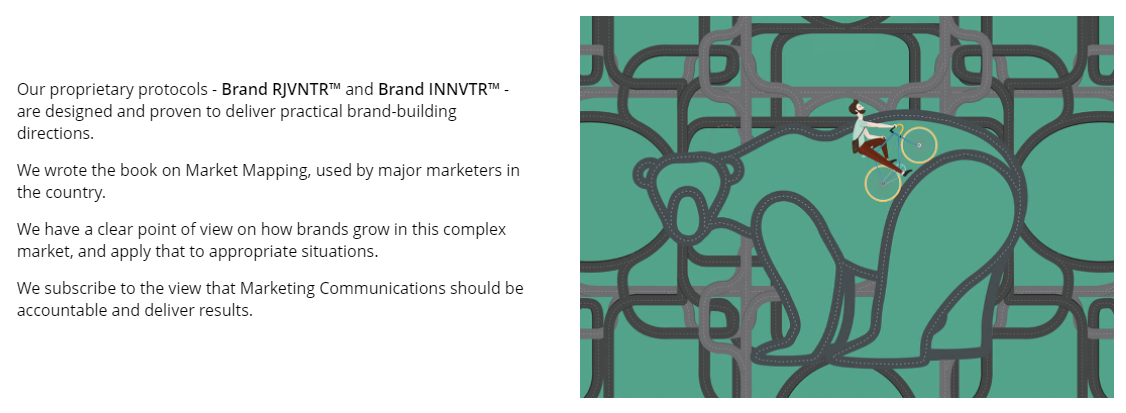 Our proprietary protocols - Brand RJVNTR™ and Brand INNVTR™ -
are designed and proven to deliver practical brand-building
directions.
We wrote the book on Market Mapping, used by major marketers in
the country.
We have a clear point of view on how brands grow in this complex
market, and apply that to appropriate situations.
We subscribe to the view that Marketing Communications should be
accountable and deliver results.